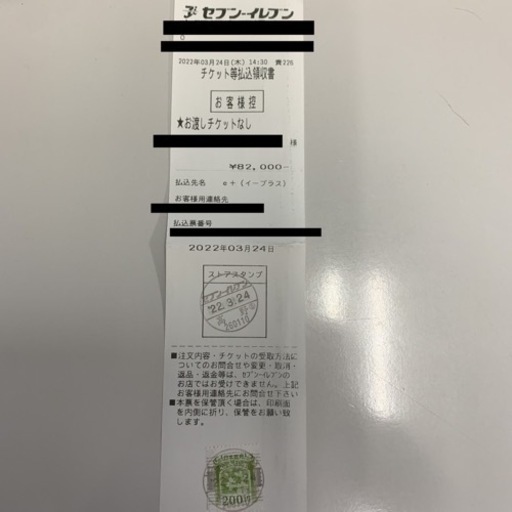 セブン-イレブン
2022年03月24日(木) 14:30 責226
チケット等払込領収書
お客様控
★お渡しチケットなし
様
¥82,000-
払込先名 e+(イープラス)
お客様用連絡先
払込票番号
2022年03月24日
ストアスタンプ
セブン-イレブン
'22.3.24
■注文内容・チケットの受取方法に
ついてのお問合せや変更・取消・
返品・返金等は、セブン-イレブンの
お店ではお受けできません。上記
お客様用連絡先にお問合せ下さい
■本票を保管頂く場合は、印刷面
を内側に折り、保管をお願い致
します。
200